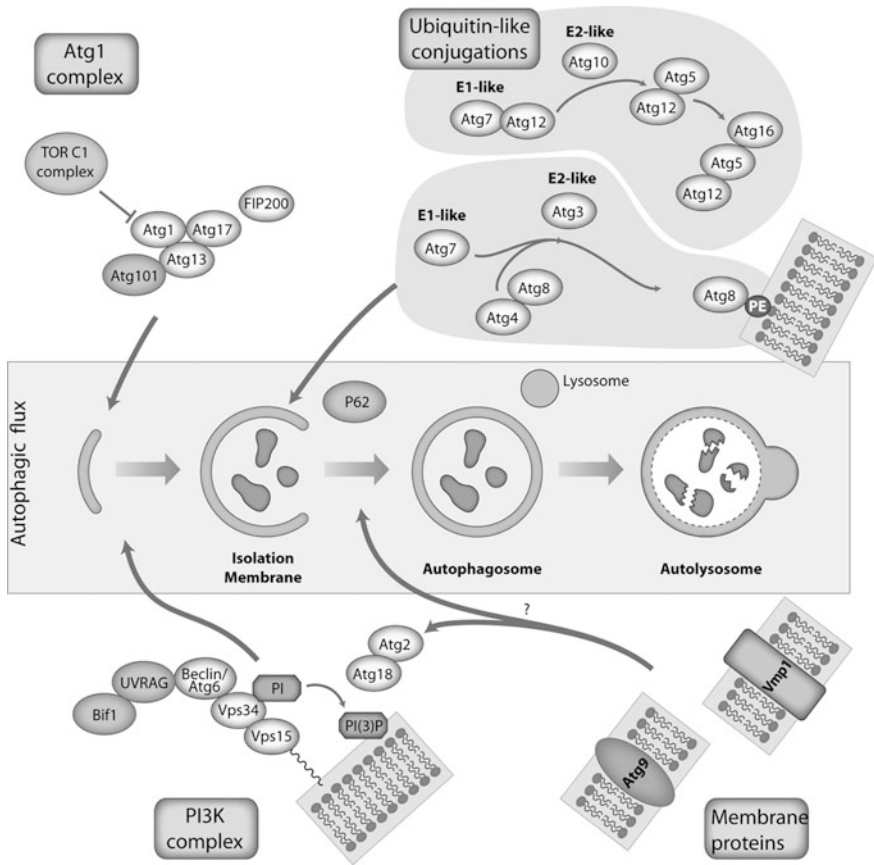 Atg1
complex
Ubiquitin-like
conjugations
E2-like
Atg10
E1-like
Atg7
Atg12
Atg5
Atg12
Atg16
Atg5
Atg12
TOR C1
complex
FIP200
Atg1
Atg17
Atg13
Atg101
E2-like
Atg3
E1-like
Atg7
Atg8
Atg4
Atg8
PE
Autophagic flux
P62
Lysosome
Isolation
Membrane
Autophagosome
Autolysosome
?
Atg2
Atg18
Beclin/
Atg6
UVRAG
Bif1
PI
Vps34
Vps15
PI(3)P
Vmp1
Atg9
PI3K
complex
Membrane
proteins